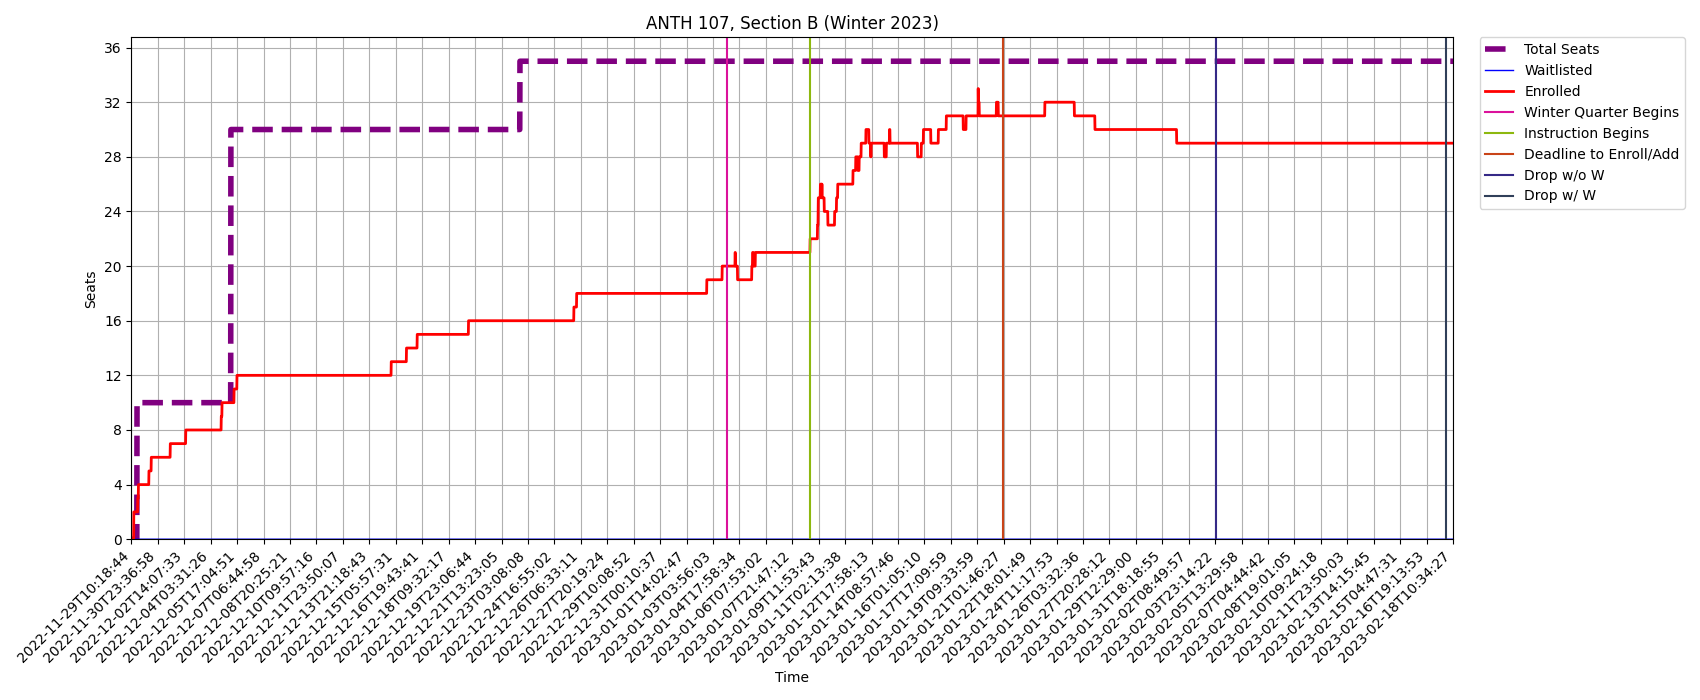 ANTH 107, Section B (Winter 2023)
36
32
28
24
20
16
12
8
4
0
Seats
2022-11-29T10:18:44
2022-11-30T23:36:58
2022-12-02T14:07:33
2022-12-04T03:31:26
2022-12-05T17:04:51
2022-12-07T06:44:58
2022-12-08T20:25:21
2022-12-10T09:57:16
2022-12-11T23:50:07
2022-12-13T21:18:43
2022-12-15T05:57:31
2022-12-16T19:43:41
2022-12-18T09:32:17
2022-12-19T23:06:44
2022-12-21T13:23:05
2022-12-23T03:08:09
2022-12-24T16:55:02
2022-12-26T06:33:11
2022-12-27T20:19:24
2022-12-29T10:08:52
2022-12-31T00:10:37
2023-01-01T14:02:47
2023-01-03T03:56:03
2023-01-04T17:58:34
2023-01-06T07:53:02
2023-01-07T21:47:12
2023-01-09T11:53:43
2023-01-11T02:13:38
2023-01-12T17:58:13
2023-01-14T08:57:46
2023-01-16T01:05:10
2023-01-17T17:09:59
2023-01-19T09:33:59
2023-01-21T01:46:27
2023-01-22T18:01:49
2023-01-24T11:17:53
2023-01-26T03:32:36
2023-01-27T20:28:12
2023-01-29T12:29:00
2023-01-31T18:18:55
2023-02-02T08:49:57
2023-02-03T23:14:22
2023-02-05T13:29:58
2023-02-07T04:44:42
2023-02-08T19:01:05
2023-02-10T09:24:18
2023-02-11T23:50:03
2023-02-13T14:15:45
2023-02-15T04:47:31
2023-02-16T19:13:53
2023-02-18T10:34:27
Time
Total Seats
Waitlisted
Enrolled
Winter Quarter Begins
Instruction Begins
Deadline to Enroll/Add
Drop w/o W
Drop w/ W